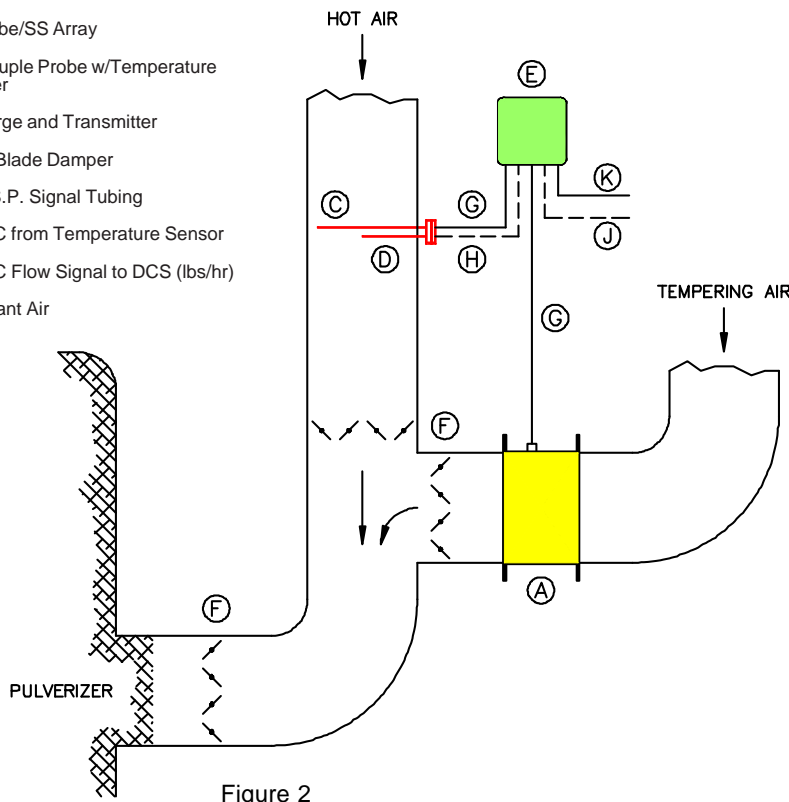 be/SS Array
uple Probe w/Temperature
er
rge and Transmitter
Blade Damper
.P. Signal Tubing
C from Temperature Sensor
C Flow Signal to DCS (lbs/hr)
ant Air
HOT AIR
E
K
J
C
G
D
H
G
TEMPERING AIR
F
A
F
PULVERIZER
Figure 2